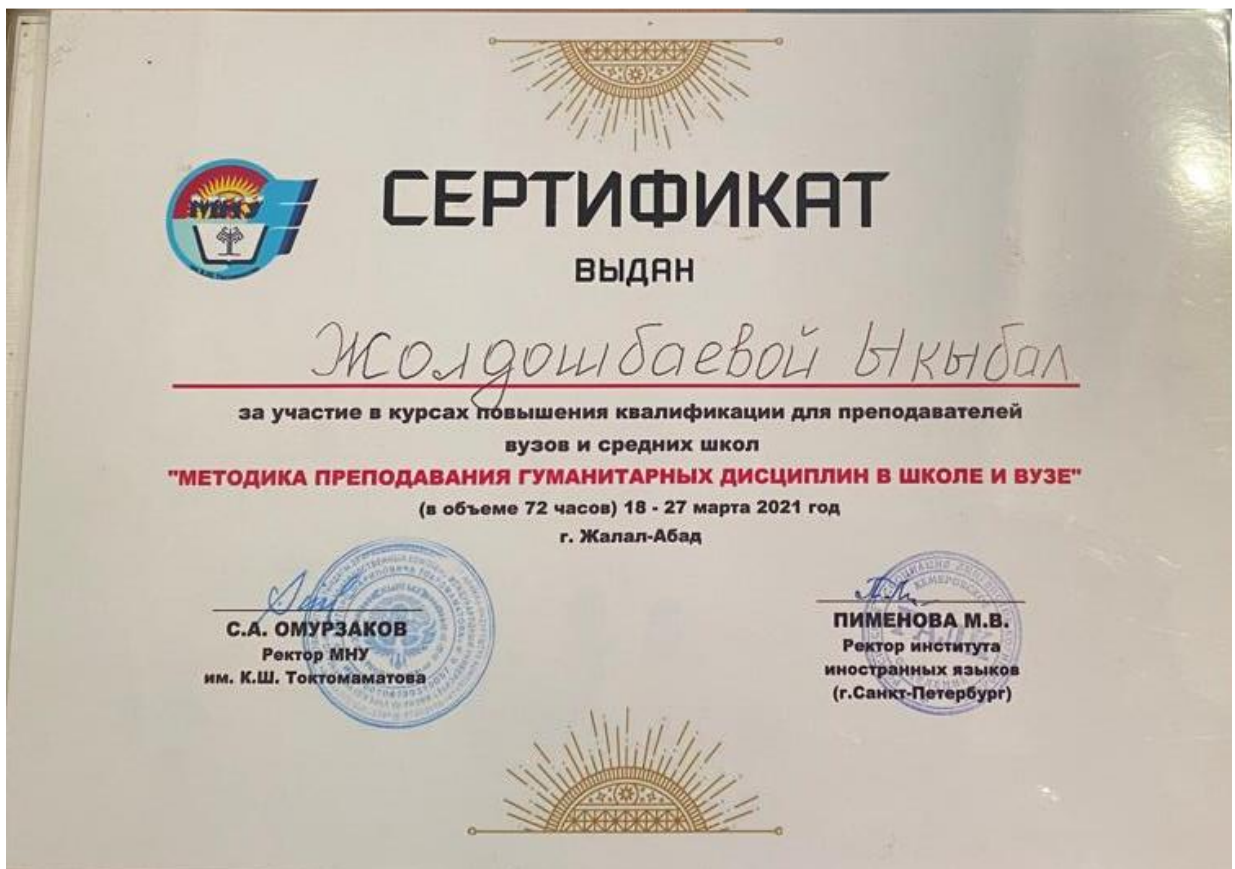 МНУ
СЕРТИФИКАТ
ВЫДАН
Жолдошбаевой Ыкыбал
за участие в курсах повышения квалификации для преподавателей
вузов и средних школ
"МЕТОДИКА ПРЕПОДАВАНИЯ ГУМАНИТАРНЫХ ДИСЦИПЛИН В ШКОЛЕ И ВУЗЕ"
(в объеме 72 часов) 18 - 27 марта 2021 год
г. Жалал-Абад
С.А. ОМУРЗАКОВ
Ректор МНУ
им. К.Ш. Токтомаматова
ПИМЕНОВА М.В.
Ректор института
иностранных языков
(г.Санкт-Петербург)